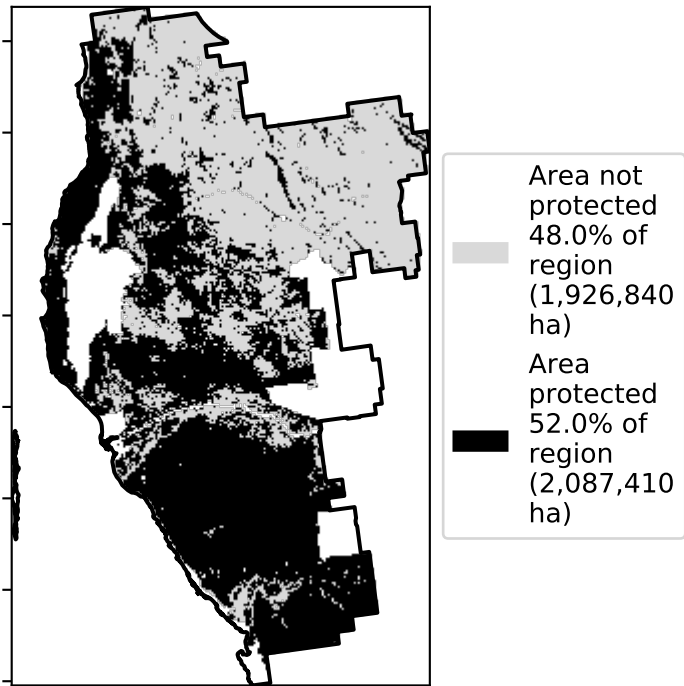 Area not
protected
48.0% of
region
(1,926,840
ha)
Area
protected
52.0% of
region
(2,087,410
ha)